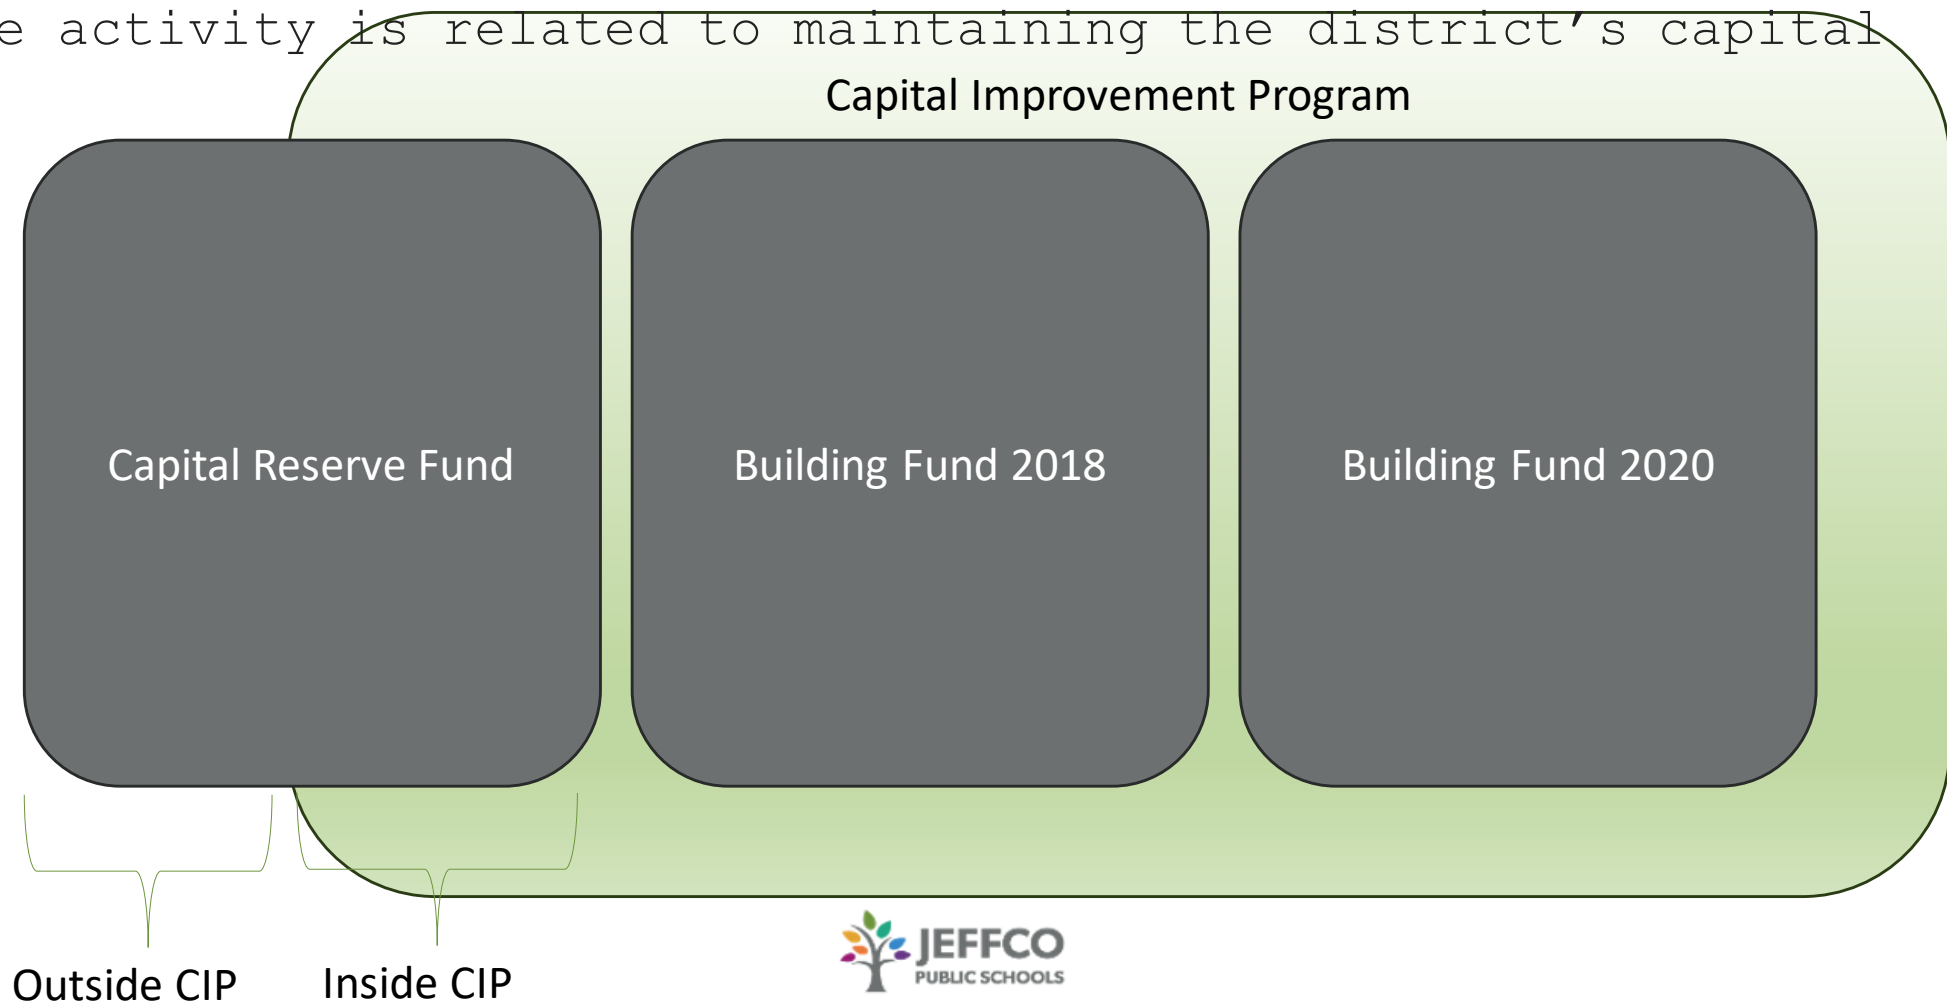 e activity is related to maintaining the district’s capital
Capital Improvement Program
Capital Reserve Fund
Building Fund 2018
Building Fund 2020
Outside CIP
Inside CIP
JEFFCO
PUBLIC SCHOOLS